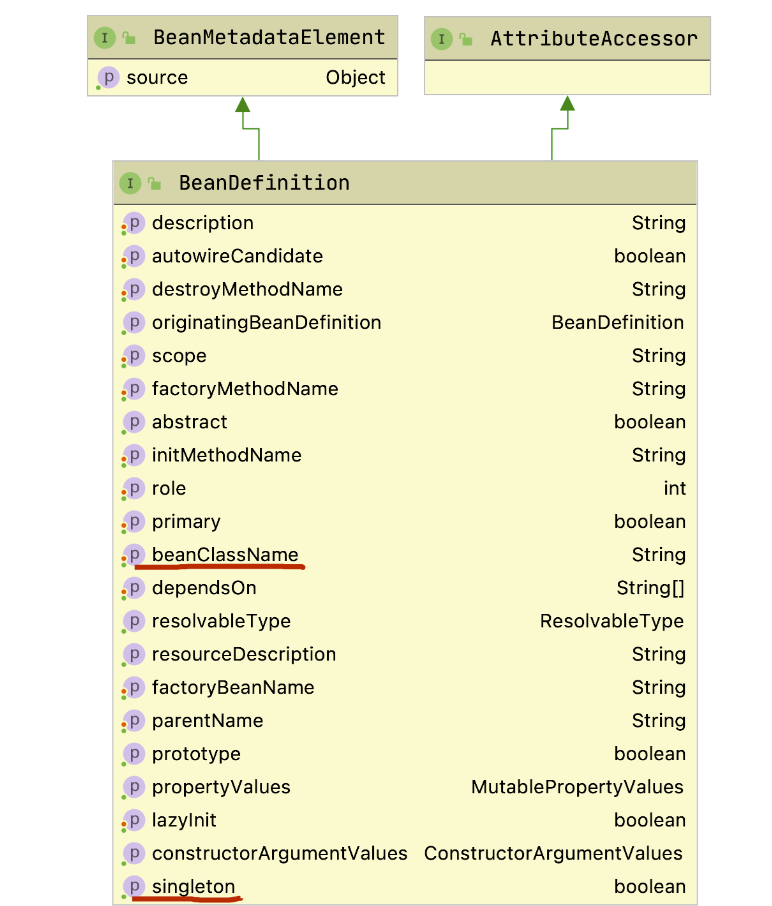 I BeanMetadataElement
p source Object
I AttributeAccessor
I BeanDefinition
p description String
p autowireCandidate boolean
p destroyMethodName String
p originatingBeanDefinition BeanDefinition
p scope String
p factoryMethodName String
p abstract boolean
p initMethodName String
p role int
p primary boolean
p beanClassName String
p dependsOn String[]
p resolvableType ResolvableType
p resourceDescription String
p factoryBeanName String
p parentName String
p prototype boolean
p propertyValues MutablePropertyValues
p lazyInit boolean
p constructorArgumentValues ConstructorArgumentValues
p singleton boolean